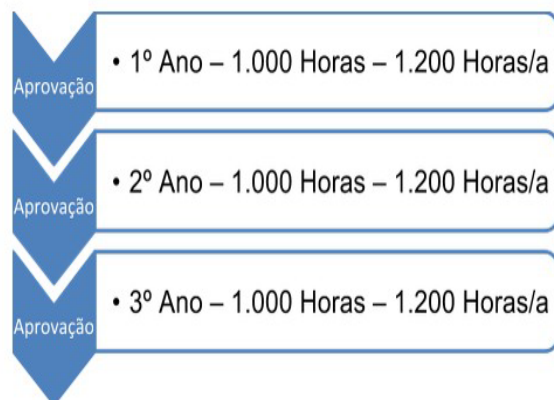 Aprovação
• 1º Ano – 1.000 Horas – 1.200 Horas/a
Aprovação
• 2º Ano – 1.000 Horas – 1.200 Horas/a
Aprovação
• 3º Ano – 1.000 Horas – 1.200 Horas/a